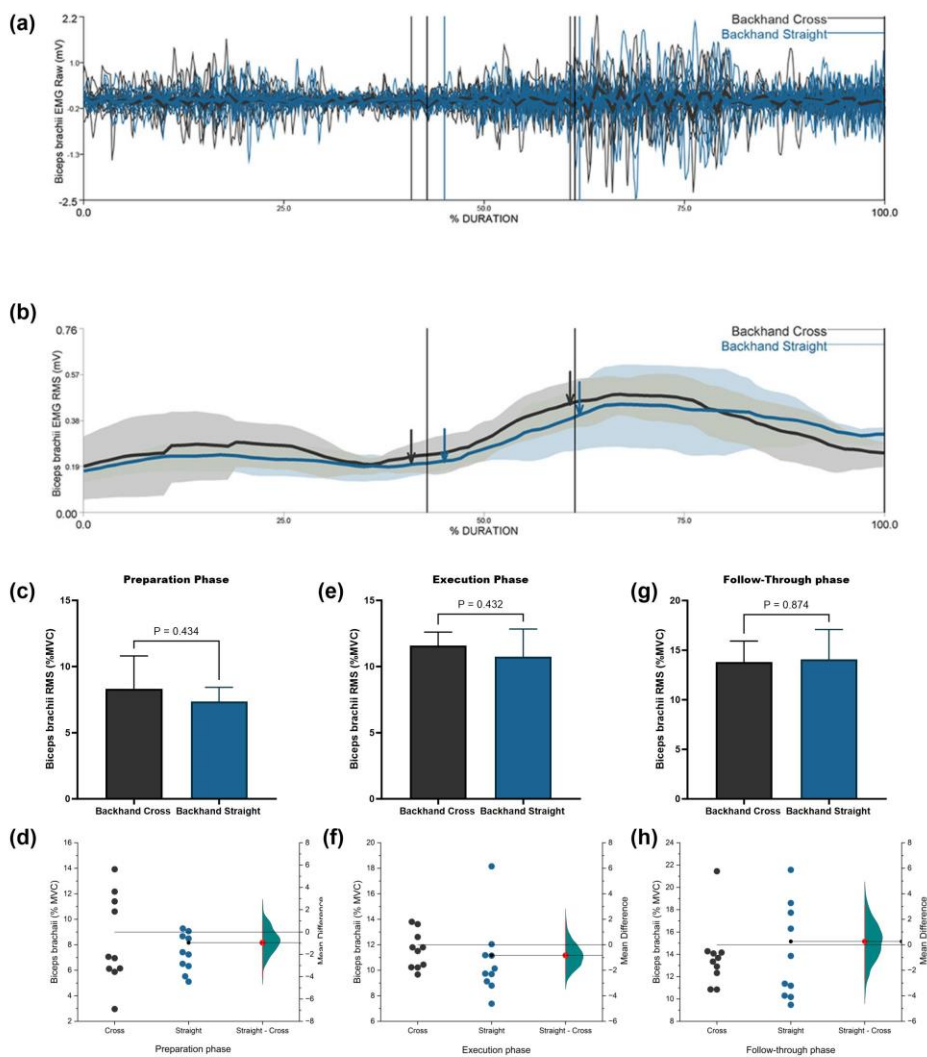 (a)
2.2
1.0
-0.2
-1.3
-2.5
Biceps brachii EMG Raw (mV)
Backhand Cross
Backhand Straight
0.0
25.0
50.0
75.0
100.0
% DURATION
(b)
0.76
0.57
0.38
0.19
0.00
Biceps brachii EMG RMS (mV)
Backhand Cross
Backhand Straight
0.0
25.0
50.0
75.0
100.0
% DURATION
(c)
Preparation Phase
15
10
5
0
Biceps brachii RMS (%MVC)
P = 0.434
Backhand Cross Backhand Straight
(e)
Execution Phase
15
10
5
0
Biceps brachii RMS (%MVC)
P = 0.432
Backhand Cross Backhand Straight
(g)
Follow-Through phase
20
15
10
5
0
Biceps brachii RMS (%MVC)
P = 0.874
Backhand Cross Backhand Straight
(d)
16
14
12
10
8
6
4
2
Biceps brachaii (% MVC)
8
6
4
2
0
−2
−4
−6
−8
Mean Difference
Cross
Straight
Straight - Cross
Preparation phase
(f)
20
18
16
14
12
10
8
6
Biceps brachaii (% MVC)
8
6
4
2
0
−2
−4
−6
Mean Difference
Cross
Straight
Straight - Cross
Execution phase
(h)
24
22
20
18
16
14
12
10
8
Biceps brachaii (% MVC)
8
6
4
2
0
−2
−4
−6
Mean Difference
Cross
Straight
Straight - Cross
Follow-through phase